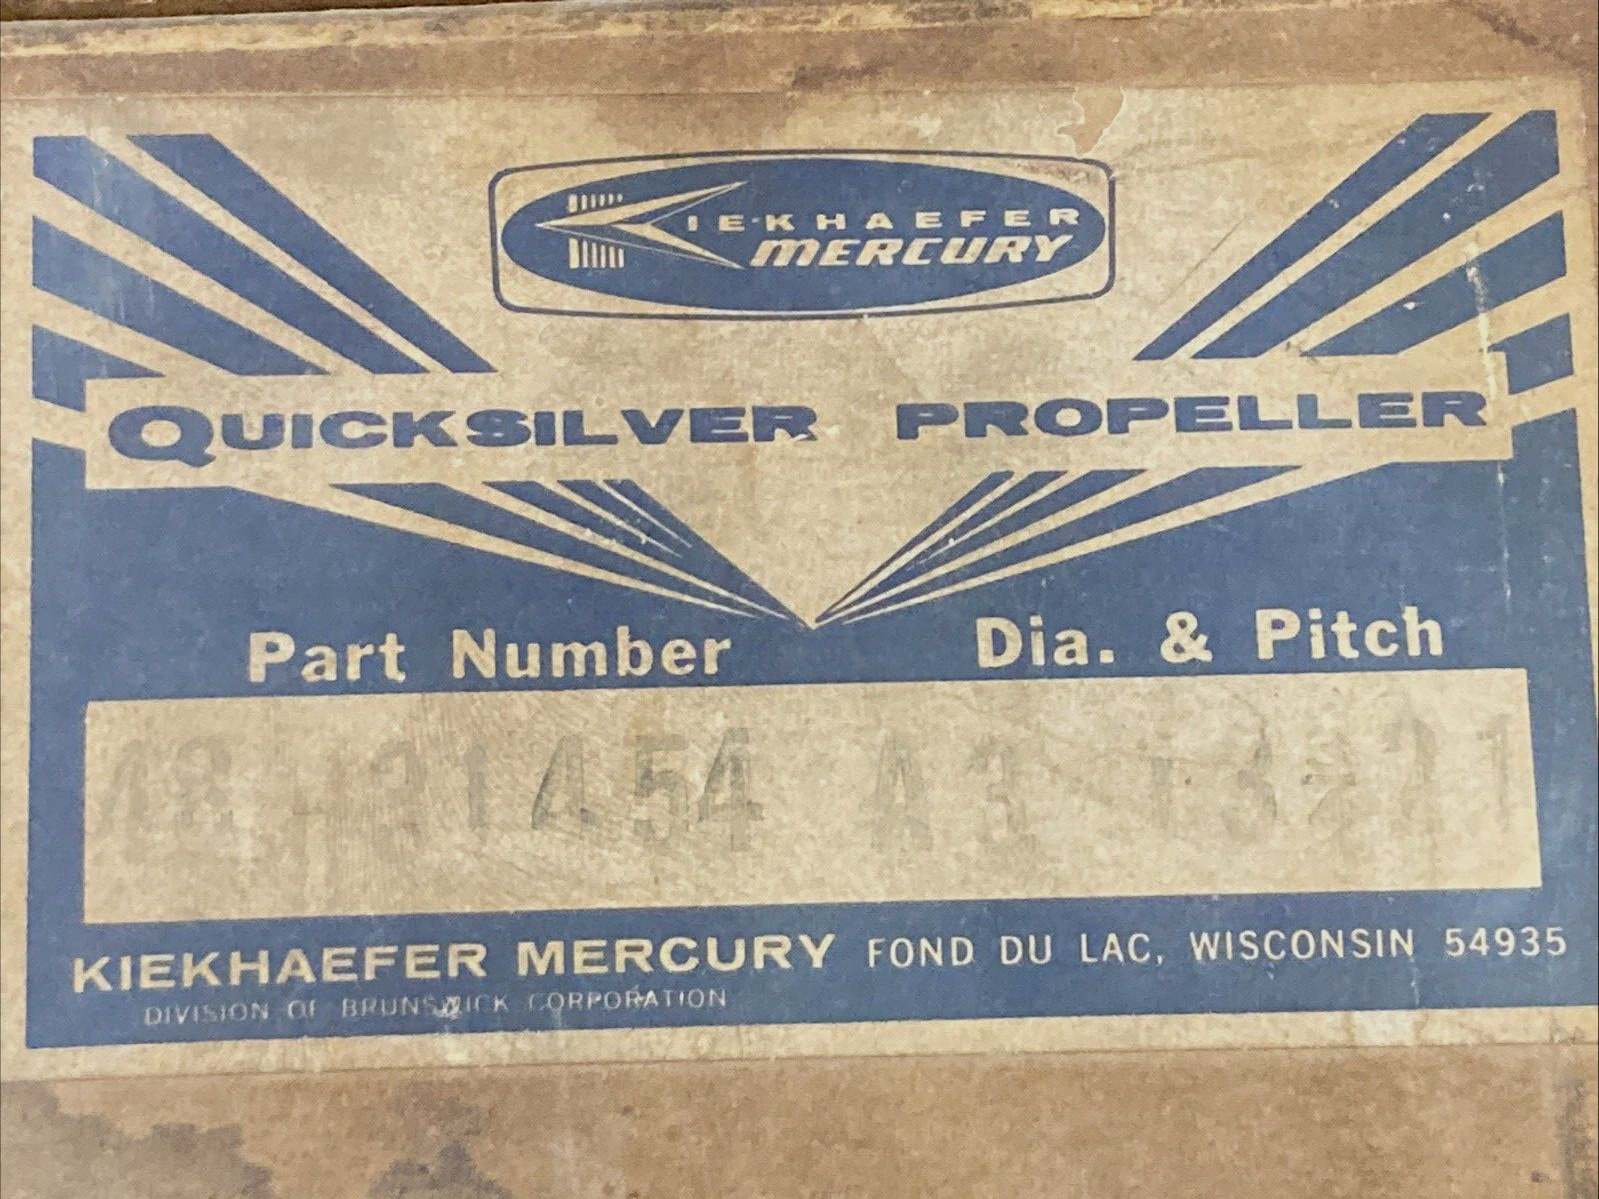 KIEKHAEFER
MERCURY
QUICKSILVER PROPELLER
Part Number Dia. & Pitch
A3
KIEKHAEFER MERCURY FOND DU LAC, WISCONSIN 54935
DIVISION OF BRUNSWICK CORPORATION